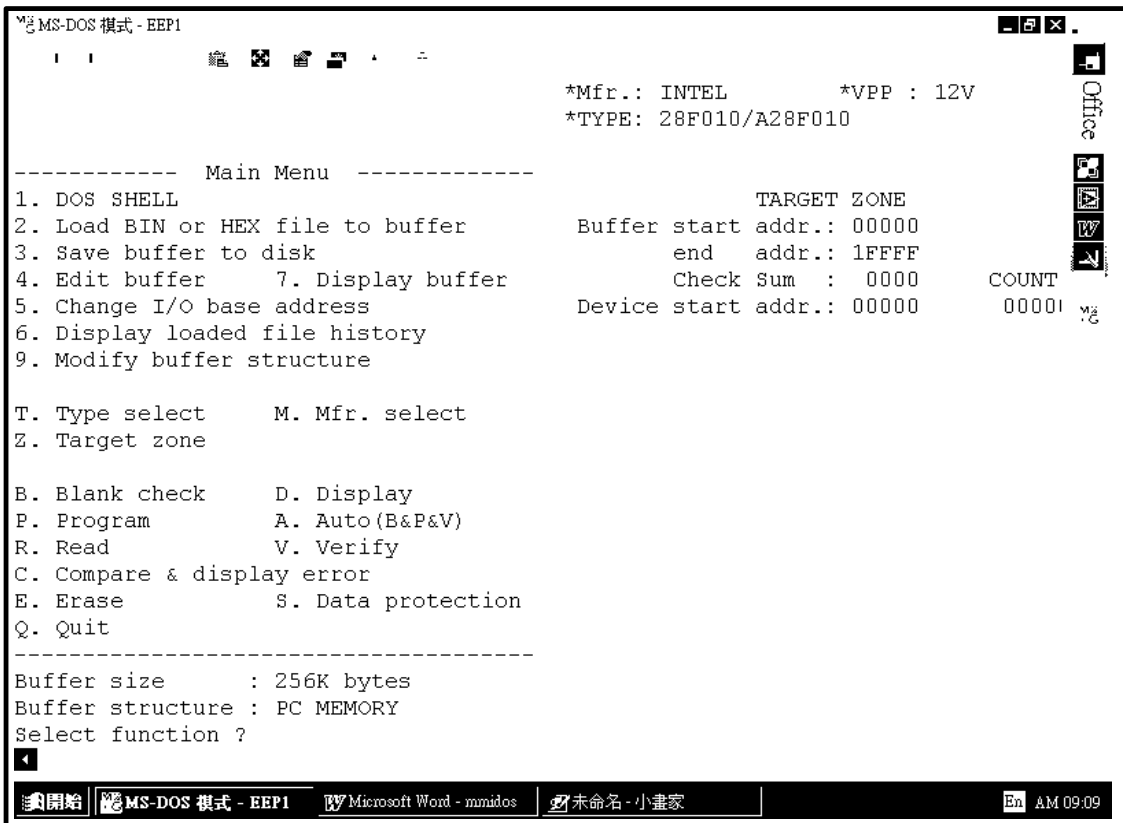 MS-DOS 模式 - EEP1
*Mfr.: INTEL *VPP : 12V
*TYPE: 28F010/A28F010
Office
------------ Main Menu -------------
1. DOS SHELL TARGET ZONE
2. Load BIN or HEX file to buffer Buffer start addr.: 00000
3. Save buffer to disk end addr.: 1FFFF
4. Edit buffer 7. Display buffer Check Sum : 0000 COUNT
5. Change I/O base address Device start addr.: 00000 0000
6. Display loaded file history
9. Modify buffer structure
T. Type select M. Mfr. select
Z. Target zone
B. Blank check D. Display
P. Program A. Auto(B&P&V)
R. Read V. Verify
C. Compare & display error
E. Erase S. Data protection
Q. Quit
--------------------------------------
Buffer size : 256K bytes
Buffer structure : PC MEMORY
Select function ?
開始 MS-DOS 模式 - EEP1 Microsoft Word - mmidos 未命名 - 小畫家 En AM 09:09